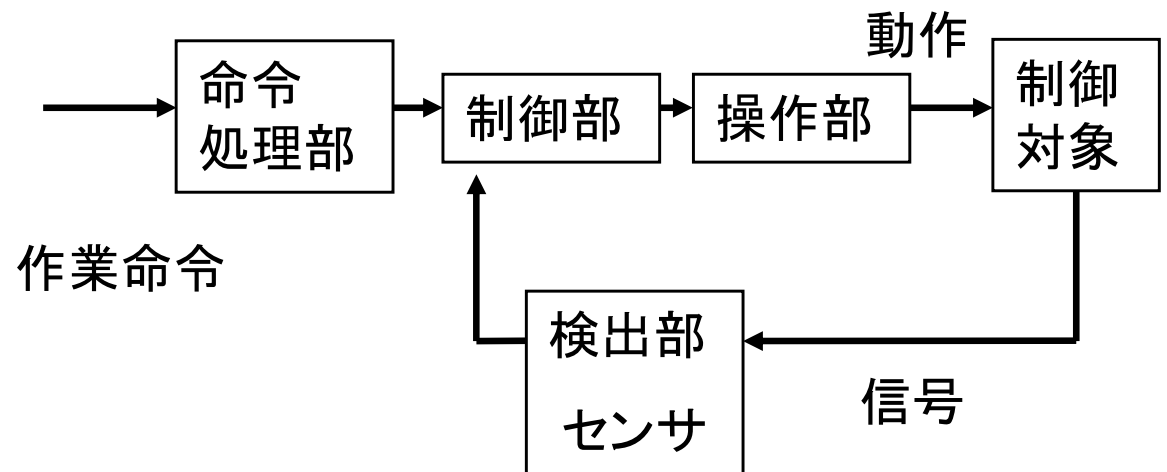 動作
命令
処理部
制御部
操作部
制御
対象
作業命令
検出部
センサ
信号